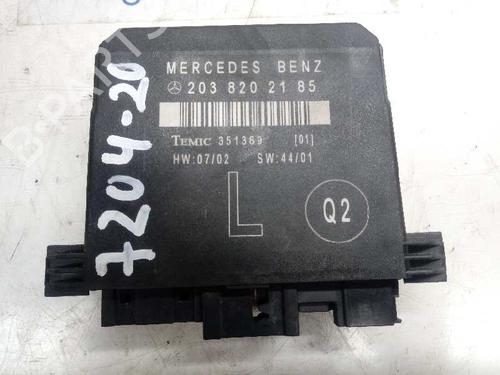 MERCEDES BENZ
203 820 21 85
TEMIC 351369 [01]
HW:07/02 SW:44/01
L
Q2
7204-20